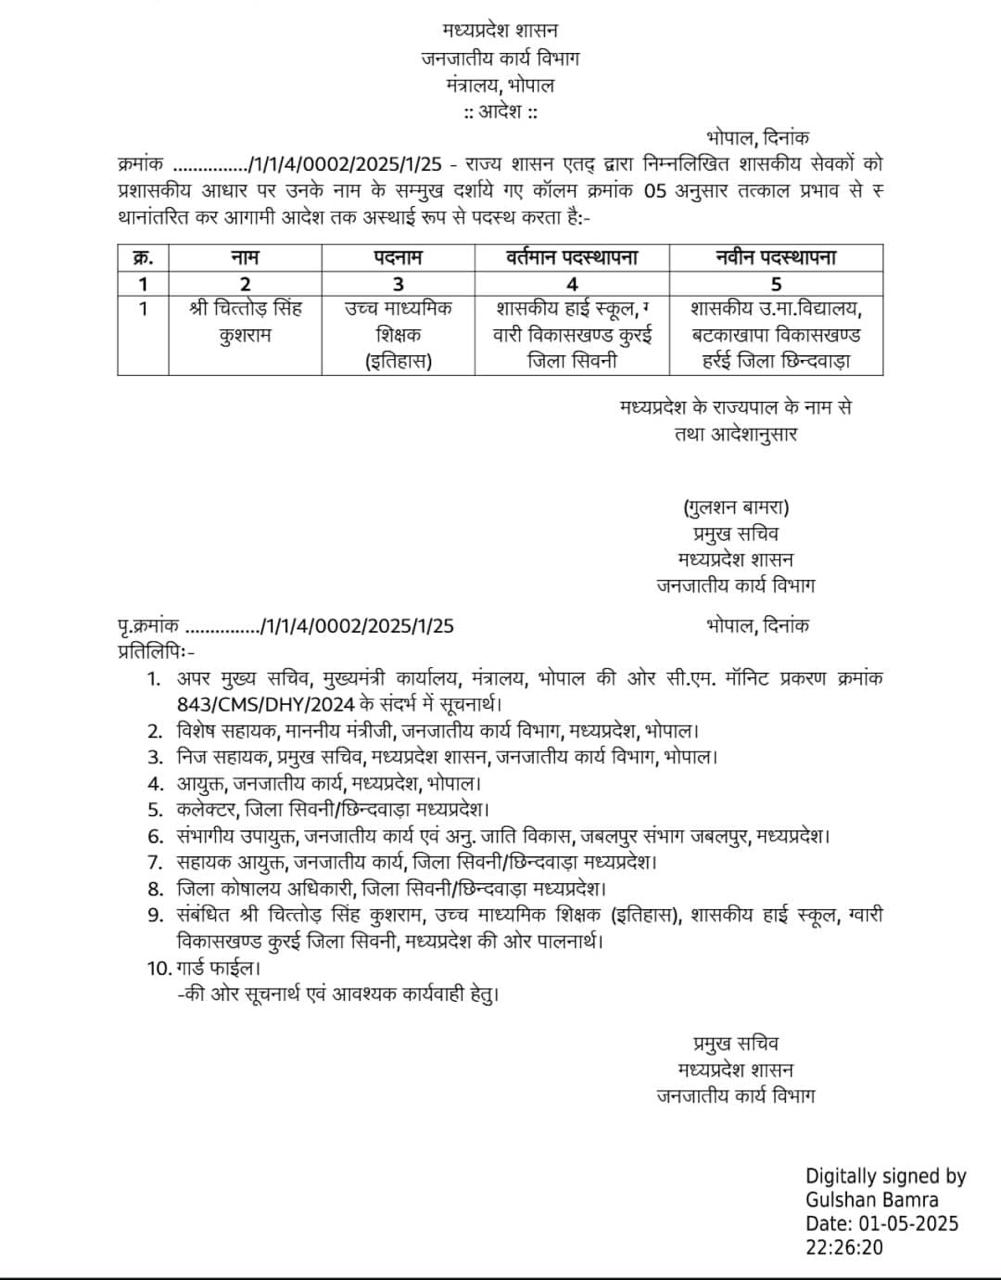 मध्यप्रदेश शासन
जनजातीय कार्य विभाग
मंत्रालय, भोपाल
:: आदेश ::
भोपाल, दिनांक
क्रमांक ................/1/1/4/0002/2025/1/25 - राज्य शासन एतद् द्वारा निम्नलिखित शासकीय सेवकों को
प्रशासकीय आधार पर उनके नाम के सम्मुख दर्शाये गए कॉलम क्रमांक 05 अनुसार तत्काल प्रभाव से स्
थानांतरित कर आगामी आदेश तक अस्थाई रूप से पदस्थ करता है:-
क्र. नाम पदनाम वर्तमान पदस्थापना नवीन पदस्थापना
1 2 3 4 5
1 श्री चित्तोड़ सिंह उच्च माध्यमिक शासकीय हाई स्कूल, ग् शासकीय उ.मा.विद्यालय,
कुशराम शिक्षक वारी विकासखण्ड कुरई बटकाखापा विकासखण्ड
(इतिहास) जिला सिवनी हर्रई जिला छिन्दवाड़ा
मध्यप्रदेश के राज्यपाल के नाम से
तथा आदेशानुसार
(गुलशन बामरा)
प्रमुख सचिव
मध्यप्रदेश शासन
जनजातीय कार्य विभाग
पृ.क्रमांक ................/1/1/4/0002/2025/1/25 भोपाल, दिनांक
प्रतिलिपिः-
1. अपर मुख्य सचिव, मुख्यमंत्री कार्यालय, मंत्रालय, भोपाल की ओर सी.एम. मॉनिट प्रकरण क्रमांक
843/CMS/DHY/2024 के संदर्भ में सूचनार्थ।
2. विशेष सहायक, माननीय मंत्रीजी, जनजातीय कार्य विभाग, मध्यप्रदेश, भोपाल।
3. निज सहायक, प्रमुख सचिव, मध्यप्रदेश शासन, जनजातीय कार्य विभाग, भोपाल।
4. आयुक्त, जनजातीय कार्य, मध्यप्रदेश, भोपाल।
5. कलेक्टर, जिला सिवनी/छिन्दवाड़ा मध्यप्रदेश।
6. संभागीय उपायुक्त, जनजातीय कार्य एवं अनु. जाति विकास, जबलपुर संभाग जबलपुर, मध्यप्रदेश।
7. सहायक आयुक्त, जनजातीय कार्य, जिला सिवनी/छिन्दवाड़ा मध्यप्रदेश।
8. जिला कोषालय अधिकारी, जिला सिवनी/छिन्दवाड़ा मध्यप्रदेश।
9. संबंधित श्री चित्तोड़ सिंह कुशराम, उच्च माध्यमिक शिक्षक (इतिहास), शासकीय हाई स्कूल, ग्वारी
विकासखण्ड कुरई जिला सिवनी, मध्यप्रदेश की ओर पालनार्थ।
10. गार्ड फाईल।
-की ओर सूचनार्थ एवं आवश्यक कार्यवाही हेतु।
प्रमुख सचिव
मध्यप्रदेश शासन
जनजातीय कार्य विभाग
Digitally signed by
Gulshan Bamra
Date: 01-05-2025
22:26:20